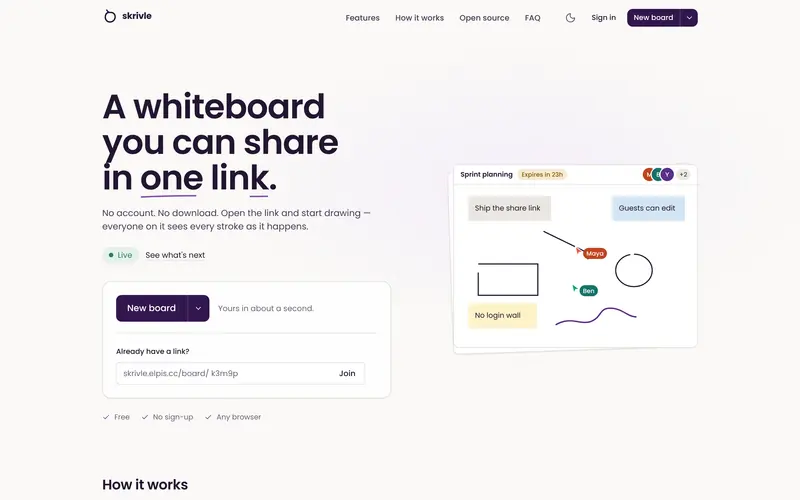 skrivle
Features How it works Open source FAQ Sign in New board
A whiteboard
you can share
in one link.
No account. No download. Open the link and start drawing —
everyone on it sees every stroke as it happens.
Live See what's next
New board Yours in about a second.
Already have a link?
skrivle.elpis.cc/board/ k3m9p Join
Free No sign-up Any browser
Sprint planning Expires in 23h M B Y +2
Ship the share link Guests can edit
Maya
Ben
No login wall
How it works